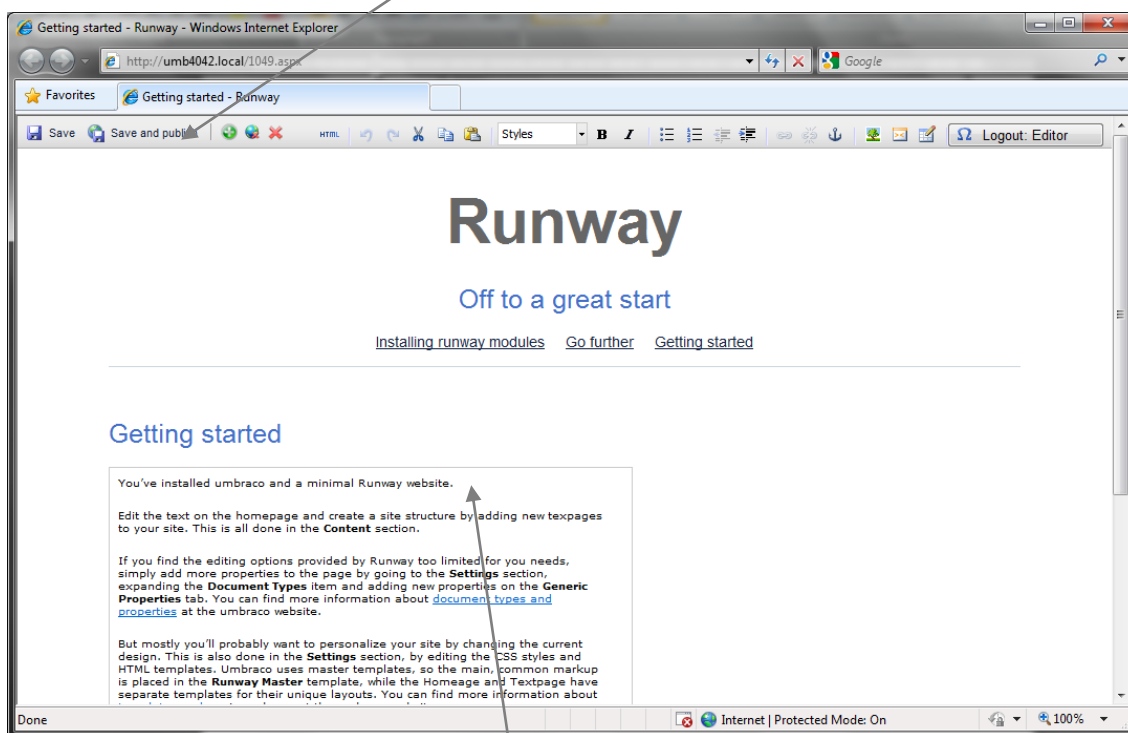 Getting started - Runway - Windows Internet Explorer
http://umb4042.local/1049.aspx
Google
Favorites
Getting started - Runway
Save Save and publish HTML Styles B I Ω Logout: Editor
Runway
Off to a great start
Installing runway modules Go further Getting started
Getting started
You've installed umbraco and a minimal Runway website.
Edit the text on the homepage and create a site structure by adding new texpages
to your site. This is all done in the Content section.
If you find the editing options provided by Runway too limited for you needs,
simply add more properties to the page by going to the Settings section,
expanding the Document Types item and adding new properties on the Generic
Properties tab. You can find more information about document types and
properties at the umbraco website.
But mostly you'll probably want to personalize your site by changing the current
design. This is also done in the Settings section, by editing the CSS styles and
HTML templates. Umbraco uses master templates, so the main, common markup
is placed in the Runway Master template, while the Homeage and Textpage have
separate templates for their unique layouts. You can find more information about
Done Internet | Protected Mode: On 100%